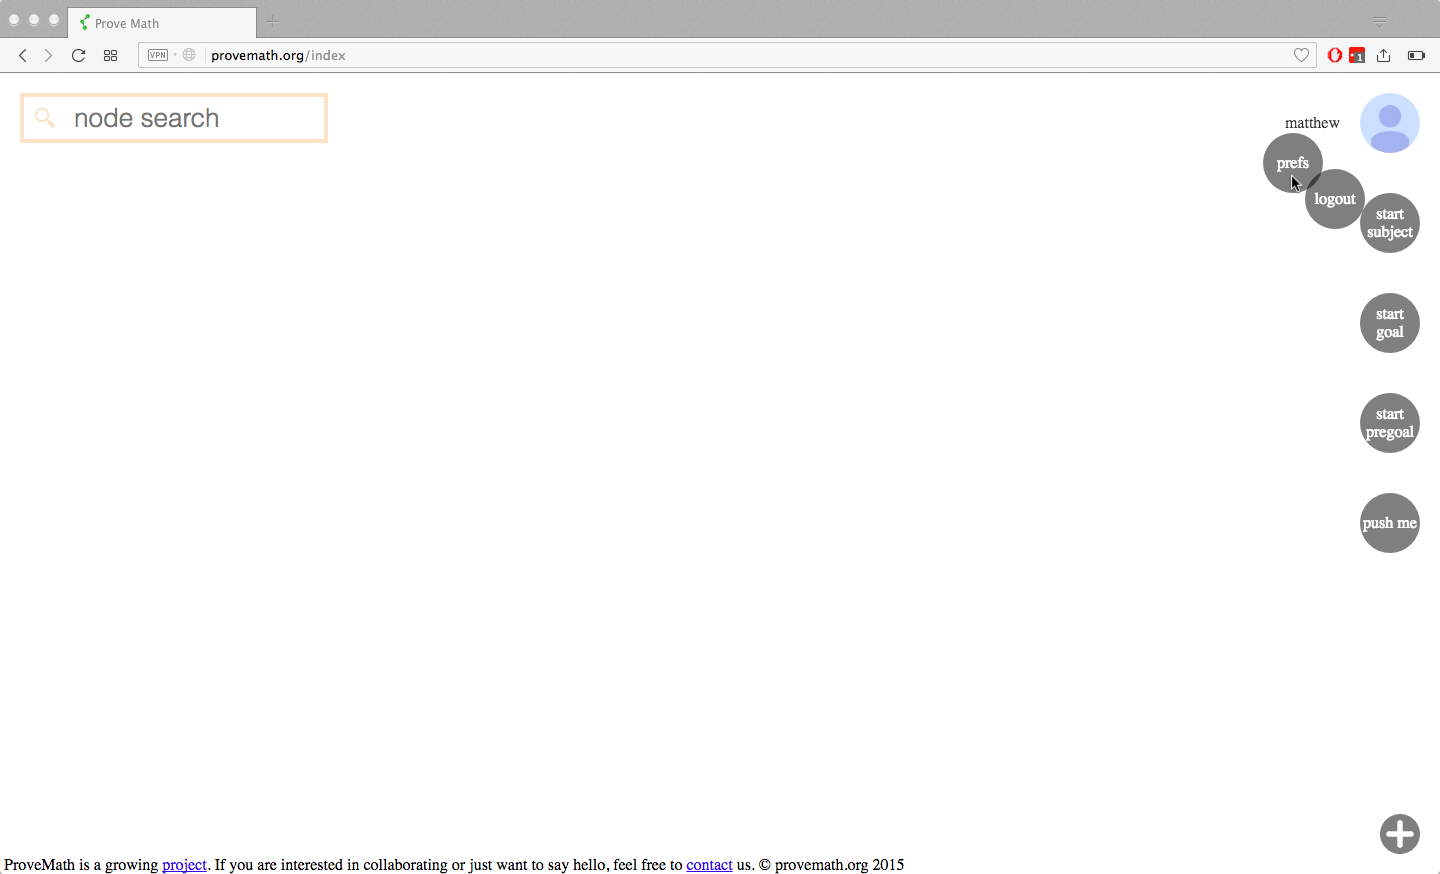 Prove Math
VPN
provemath.org/index
1
node search
matthew
prefs
logout
start
subject
start
goal
start
pregoal
push me
ProveMath is a growing project. If you are interested in collaborating or just want to say hello, feel free to contact us. © provemath.org 2015